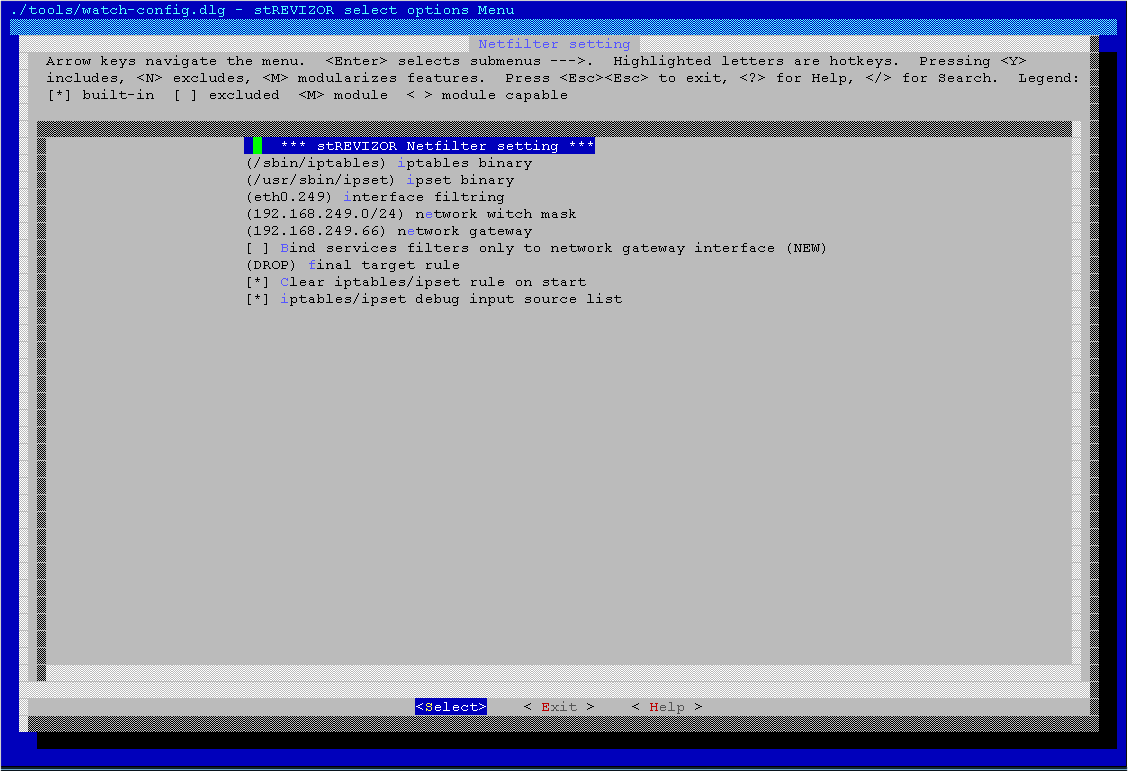 ./tools/watch-config.dlg - stREVIZOR select options Menu
Netfilter setting
Arrow keys navigate the menu.  <Enter> selects submenus --->.  Highlighted letters are hotkeys.  Pressing <Y>
includes, <N> excludes, <M> modularizes features.  Press <Esc><Esc> to exit, <?> for Help, </> for Search.  Legend:
[*] built-in  [ ] excluded  <M> module  < > module capable
*** stREVIZOR Netfilter setting ***
(/sbin/iptables) iptables binary
(/usr/sbin/ipset) ipset binary
(eth0.249) interface filtring
(192.168.249.0/24) network witch mask
(192.168.249.66) network gateway
[ ] Bind services filters only to network gateway interface (NEW)
(DROP) final target rule
[*] Clear iptables/ipset rule on start
[*] iptables/ipset debug input source list
<Select>    < Exit >    < Help >